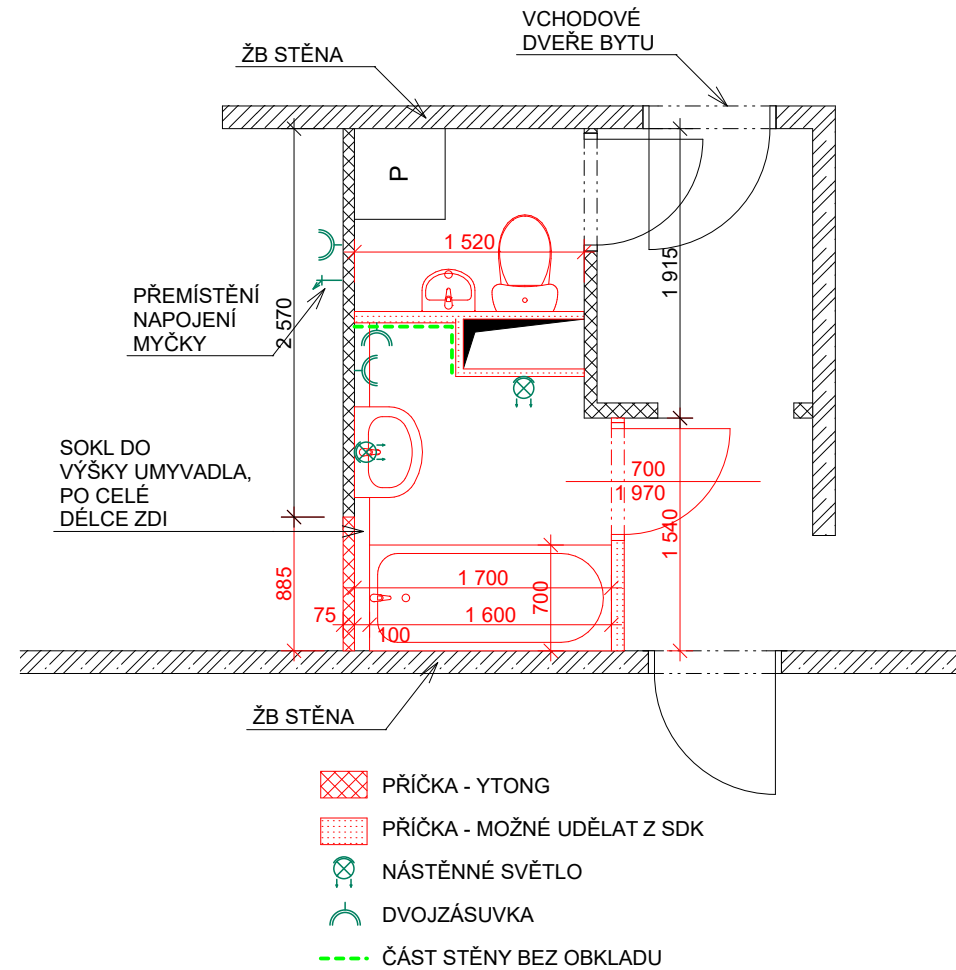 VCHODOVÉ
DVEŘE BYTU
ŽB STĚNA
P
1 520
1 915
PŘEMÍSTĚNÍ
NAPOJENÍ
MYČKY
2 570
SOKL DO
VÝŠKY UMYVADLA,
PO CELÉ
DÉLCE ZDI
700
1 970
1 540
885
1 700
700
75
1 600
100
ŽB STĚNA
PŘÍČKA - YTONG
PŘÍČKA - MOŽNÉ UDĚLAT Z SDK
NÁSTĚNNÉ SVĚTLO
DVOJZÁSUVKA
ČÁST STĚNY BEZ OBKLADU